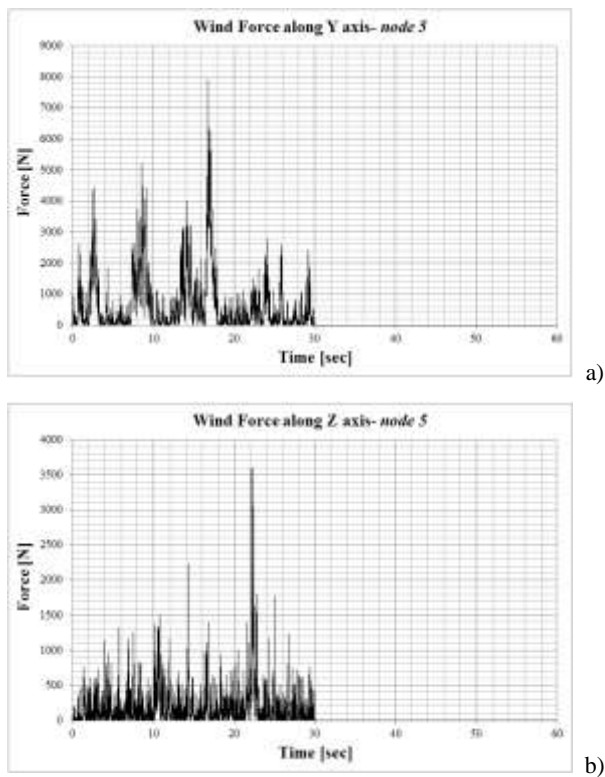 Wind Force along Y axis- node 5
9000
8000
7000
6000
5000
4000
3000
2000
1000
0
Force [N]
0 10 20 30 40 50 60
Time [sec]
a)
Wind Force along Z axis- node 5
4000
3500
3000
2500
2000
1500
1000
500
0
Force [N]
0 10 20 30 40 50 60
Time [sec]
b)